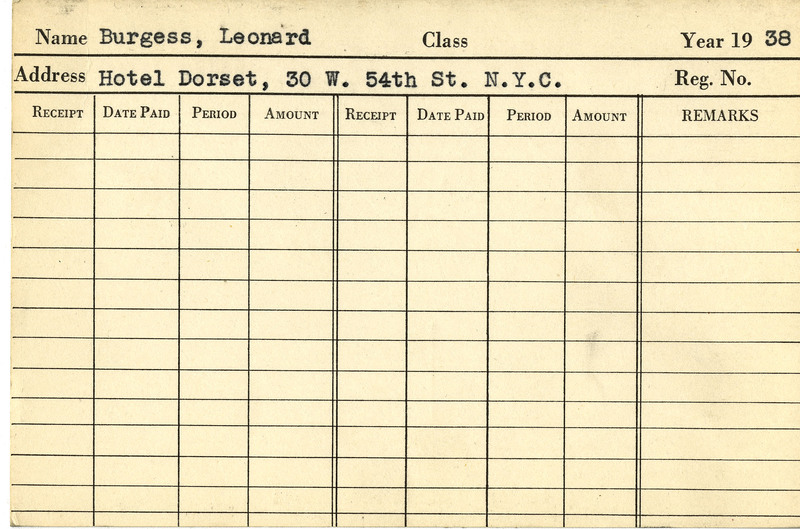 Name Burgess, Leonard Class Year 19 38
Address Hotel Dorset, 30 W. 54th St. N.Y.C. Reg. No.
RECEIPT DATE PAID PERIOD AMOUNT RECEIPT DATE PAID PERIOD AMOUNT REMARKS